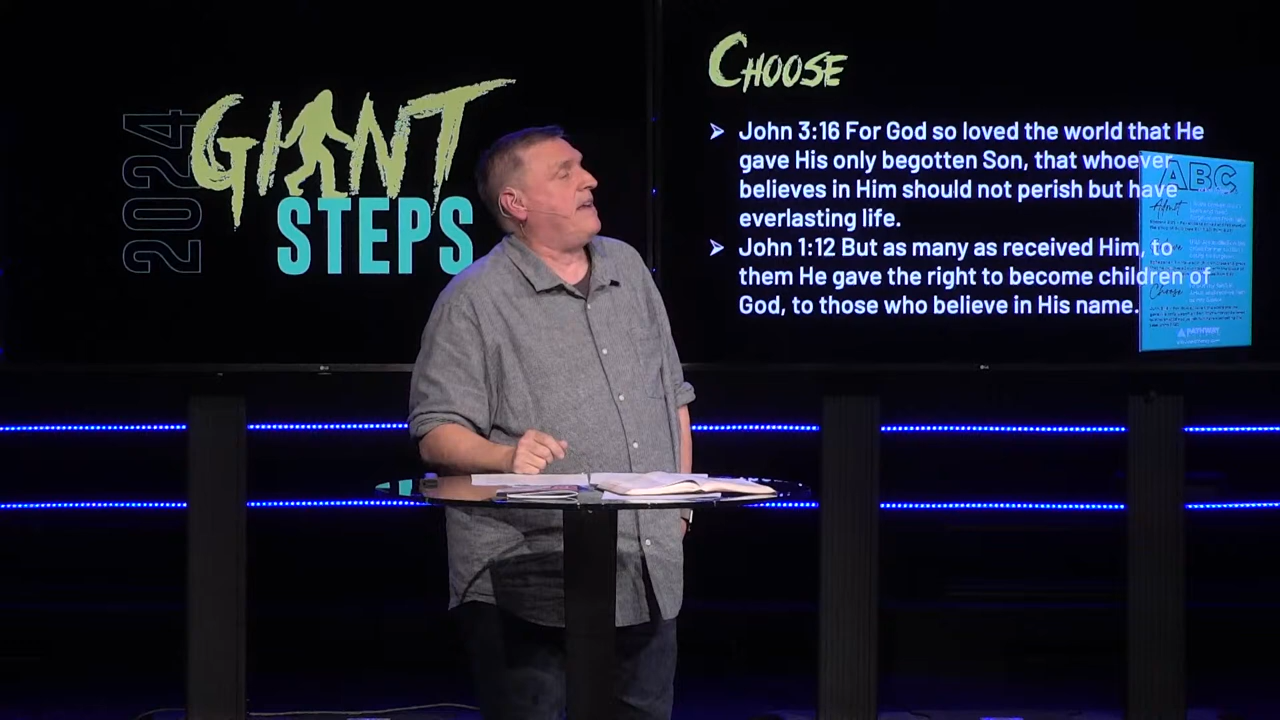 2024
GIANT
STEPS
CHOOSE
➢ John 3:16 For God so loved the world that He
gave His only begotten Son, that whoever
believes in Him should not perish but have
everlasting life.
➢ John 1:12 But as many as received Him, to
them He gave the right to become children of
God, to those who believe in His name.
ABC
Admit
Choose
PATHWAY